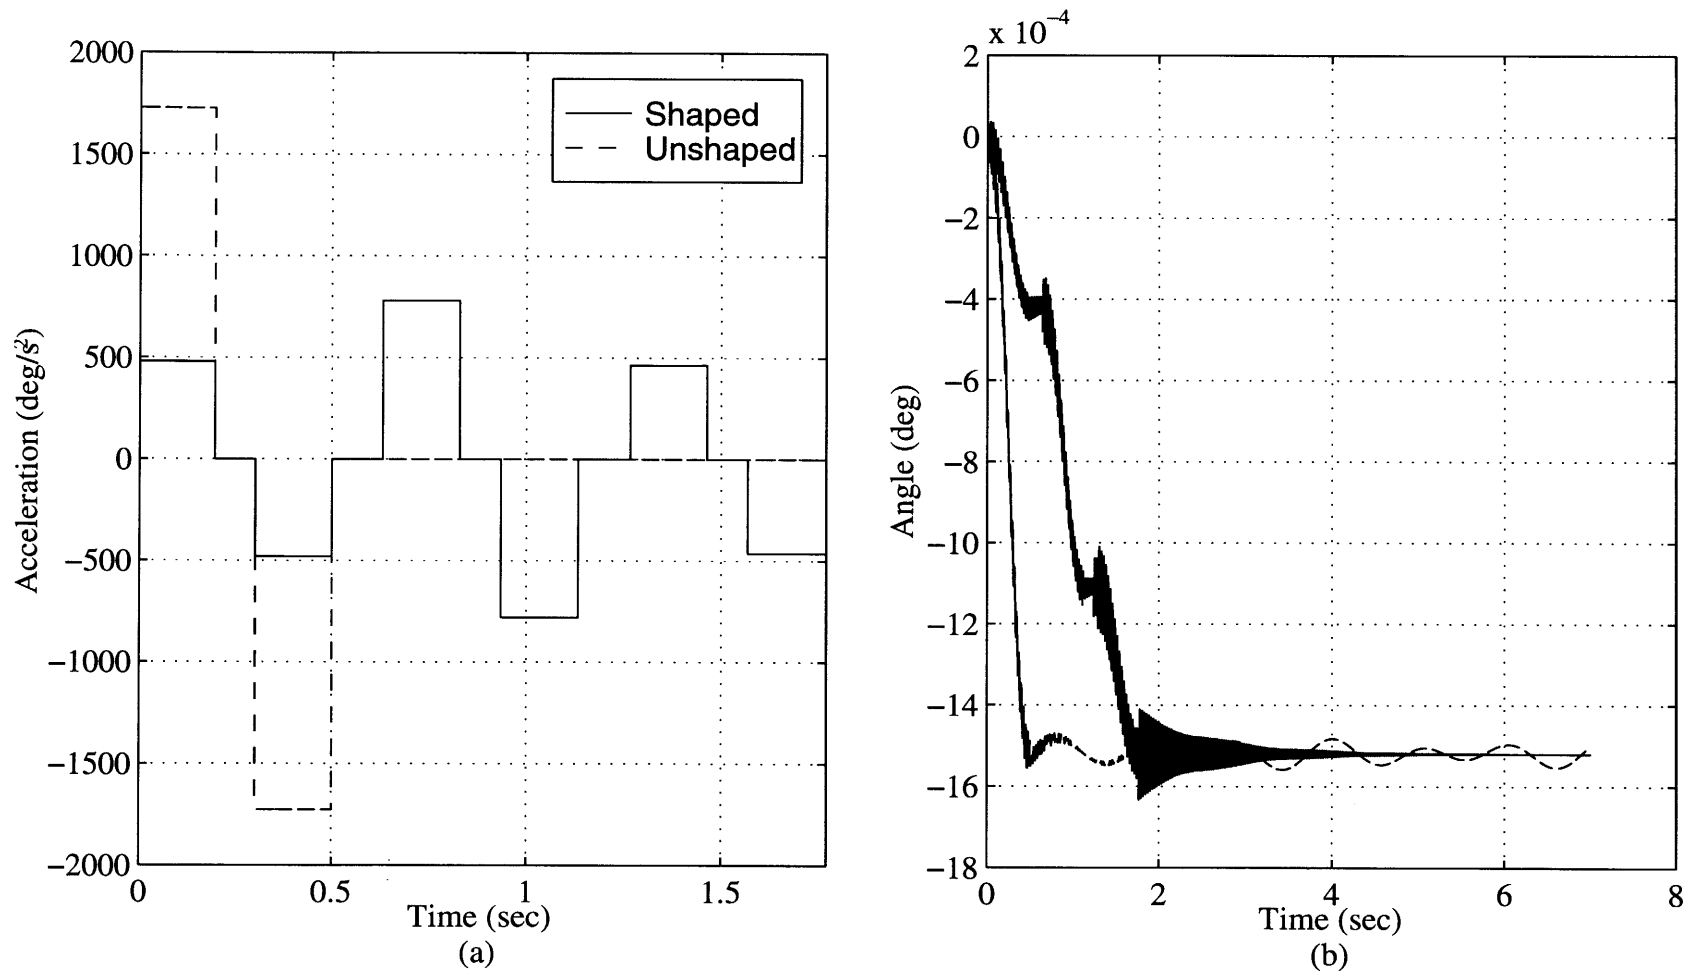 2000
1500
1000
500
0
−500
−1000
−1500
−2000
Acceleration (deg/s²)
Shaped
Unshaped
0 0.5 1 1.5
Time (sec)
(a)
x 10⁻⁴
2
0
−2
−4
−6
−8
−10
−12
−14
−16
−18
Angle (deg)
0 2 4 6 8
Time (sec)
(b)